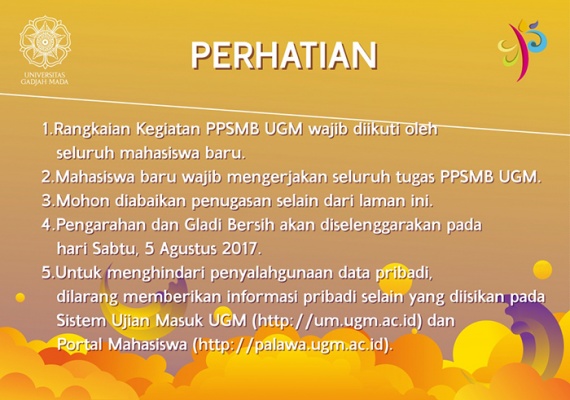 UNIVERSITAS
GADJAH MADA
PERHATIAN
1.Rangkaian Kegiatan PPSMB UGM wajib diikuti oleh
seluruh mahasiswa baru.
2.Mahasiswa baru wajib mengerjakan seluruh tugas PPSMB UGM.
3.Mohon diabaikan penugasan selain dari laman ini.
4.Pengarahan dan Gladi Bersih akan diselenggarakan pada
hari Sabtu, 5 Agustus 2017.
5.Untuk menghindari penyalahgunaan data pribadi,
dilarang memberikan informasi pribadi selain yang diisikan pada
Sistem Ujian Masuk UGM (http://um.ugm.ac.id) dan
Portal Mahasiswa (http://palawa.ugm.ac.id).